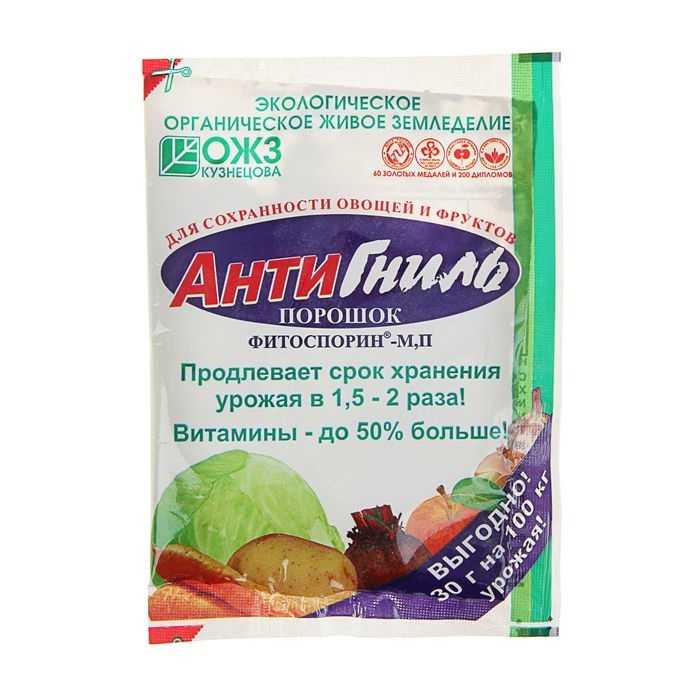 ЭКОЛОГИЧЕСКОЕ
ОРГАНИЧЕСКОЕ ЖИВОЕ ЗЕМЛЕДЕЛИЕ
ОЖЗ
КУЗНЕЦОВА
60 ЗОЛОТЫХ МЕДАЛЕЙ И 200 ДИПЛОМОВ
ДЛЯ СОХРАННОСТИ ОВОЩЕЙ И ФРУКТОВ
АНТИГНИЛЬ
ПОРОШОК
ФИТОСПОРИН®-М,П
Продлевает срок хранения
урожая в 1,5 - 2 раза!
Витамины - до 50% больше!
ВЫГОДНО!
30 г на 100 кг
урожая!